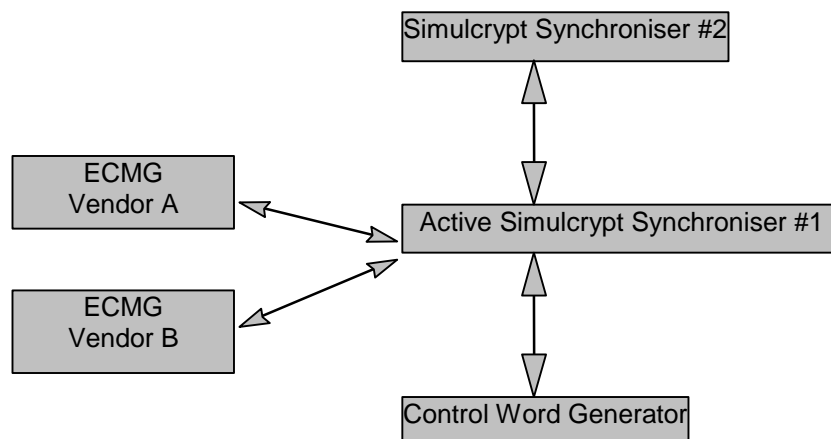 Simulcrypt Synchroniser #2
ECMG
Vendor A
Active Simulcrypt Synchroniser #1
ECMG
Vendor B
Control Word Generator